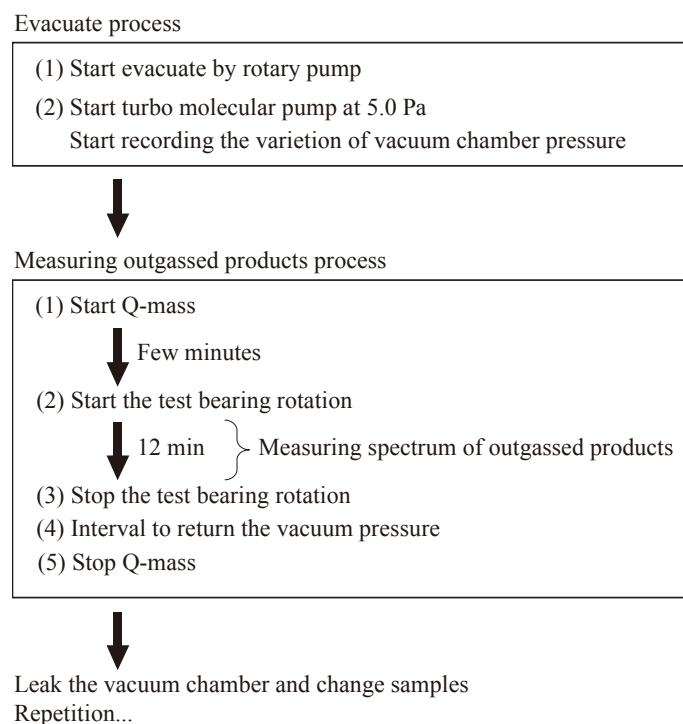 Evacuate process
(1) Start evacuate by rotary pump
(2) Start turbo molecular pump at 5.0 Pa
Start recording the varietion of vacuum chamber pressure
Measuring outgassed products process
(1) Start Q-mass
Few minutes
(2) Start the test bearing rotation
12 min
Measuring spectrum of outgassed products
(3) Stop the test bearing rotation
(4) Interval to return the vacuum pressure
(5) Stop Q-mass
Leak the vacuum chamber and change samples
Repetition...